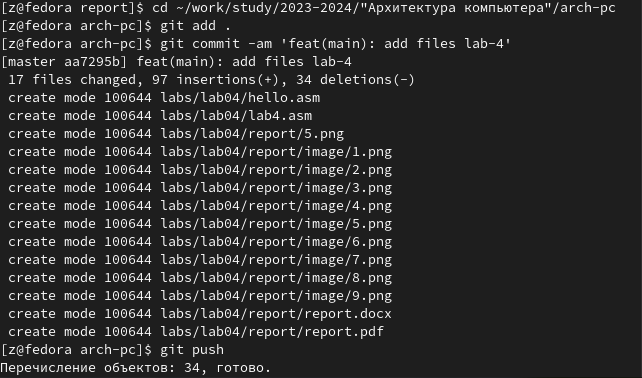 [z@fedora report]$ cd ~/work/study/2023-2024/"Архитектура компьютера"/arch-pc
[z@fedora arch-pc]$ git add .
[z@fedora arch-pc]$ git commit -am 'feat(main): add files lab-4'
[master aa7295b] feat(main): add files lab-4
 17 files changed, 97 insertions(+), 34 deletions(-)
 create mode 100644 labs/lab04/hello.asm
 create mode 100644 labs/lab04/lab4.asm
 create mode 100644 labs/lab04/report/5.png
 create mode 100644 labs/lab04/report/image/1.png
 create mode 100644 labs/lab04/report/image/2.png
 create mode 100644 labs/lab04/report/image/3.png
 create mode 100644 labs/lab04/report/image/4.png
 create mode 100644 labs/lab04/report/image/5.png
 create mode 100644 labs/lab04/report/image/6.png
 create mode 100644 labs/lab04/report/image/7.png
 create mode 100644 labs/lab04/report/image/8.png
 create mode 100644 labs/lab04/report/image/9.png
 create mode 100644 labs/lab04/report/report.docx
 create mode 100644 labs/lab04/report/report.pdf
[z@fedora arch-pc]$ git push
Перечисление объектов: 34, готово.